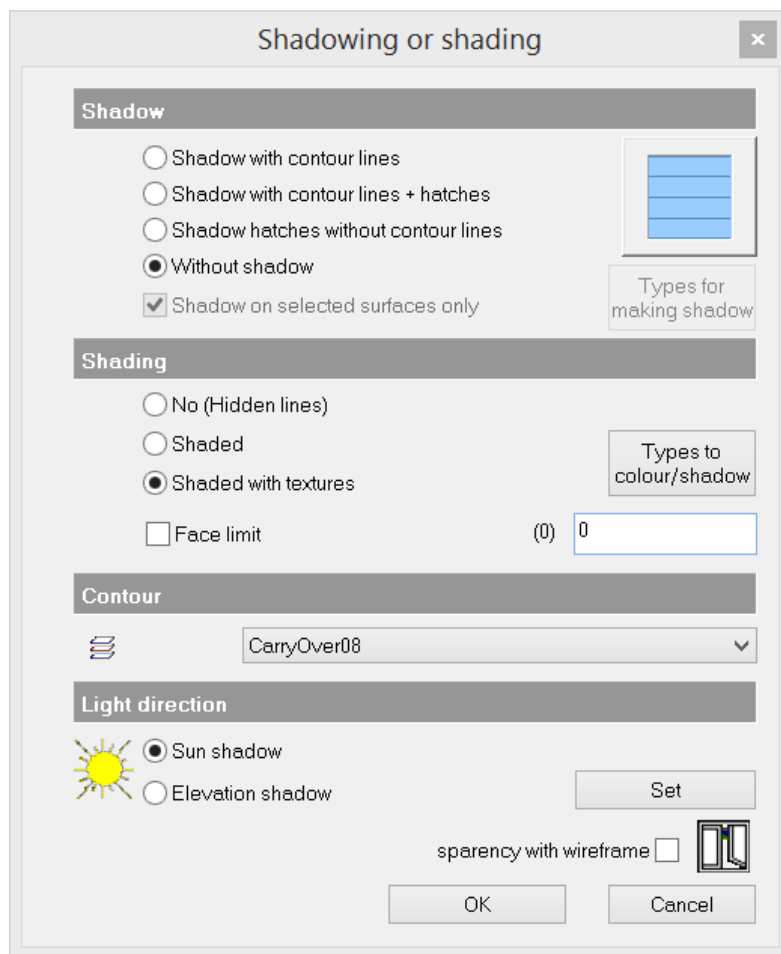 Shadowing or shading
Shadow
Shadow with contour lines
Shadow with contour lines + hatches
Shadow hatches without contour lines
Without shadow
Shadow on selected surfaces only
Types for
making shadow
Shading
No (Hidden lines)
Shaded
Shaded with textures
Types to
colour/shadow
Face limit (0) 0
Contour
CarryOver08
Light direction
Sun shadow
Elevation shadow
Set
sparency with wireframe
OK Cancel